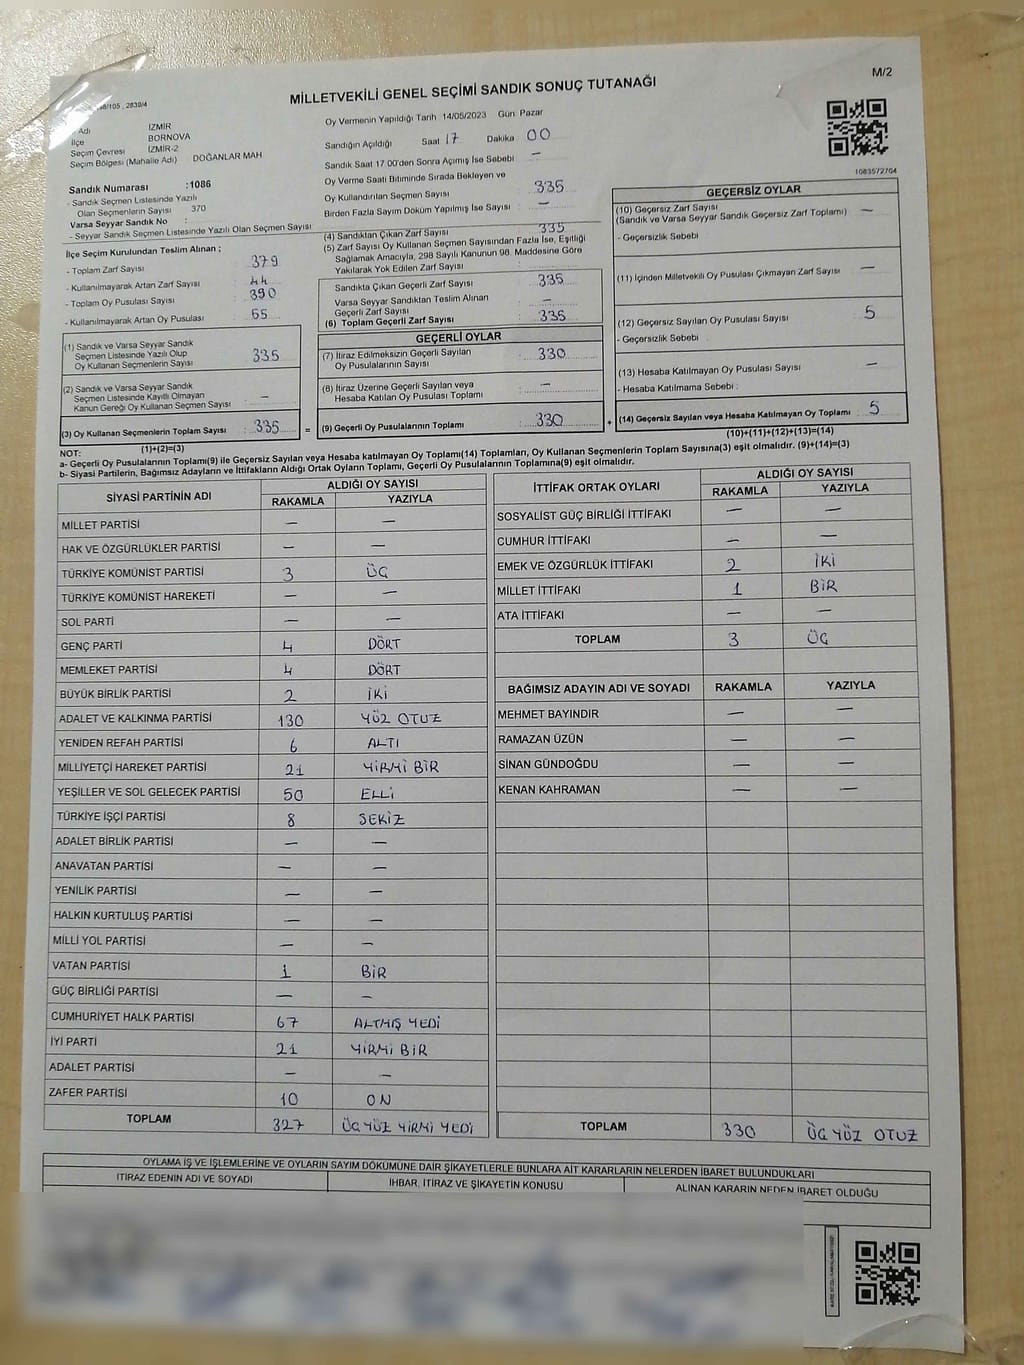 M/2
MİLLETVEKİLİ GENEL SEÇİMİ SANDIK SONUÇ TUTANAĞI
Adı İZMİR
İlçe BORNOVA
Seçim Çevresi İZMİR-2
Seçim Bölgesi (Mahalle Adı) DOĞANLAR MAH
Oy Vermenin Yapıldığı Tarih 14/05/2023 Gün: Pazar
Sandığın Açıldığı Saat 17 Dakika 00
Sandık Saat 17:00'den Sonra Açımış İse Sebebi —
Oy Verme Saati Bitiminde Sırada Bekleyen ve
Oy Kullandırılan Seçmen Sayısı 335
Birden Fazla Sayım Döküm Yapılmış İse Sayısı : —
1083572704
Sandık Numarası :1086
- Sandık Seçmen Listesinde Yazılı
Olan Seçmenlerin Sayısı 370
Varsa Seyyar Sandık No :
- Seyyar Sandık Seçmen Listesinde Yazılı Olan Seçmen Sayısı
İlçe Seçim Kurulundan Teslim Alınan ;
- Toplam Zarf Sayısı 379
- Kullanılmayarak Artan Zarf Sayısı : 44
- Toplam Oy Pusulası Sayısı : 390
- Kullanılmayarak Artan Oy Pusulası : 55
(1) Sandık ve Varsa Seyyar Sandık
Seçmen Listesinde Yazılı Olup
Oy Kullanan Seçmenlerin Sayısı 335
(2) Sandık ve Varsa Seyyar Sandık
Seçmen Listesinde Kayıtlı Olmayan
Kanun Gereği Oy Kullanan Seçmen Sayısı : —
(3) Oy Kullanan Seçmenlerin Toplam Sayısı : 335 =
(1)+(2)=(3)
(4) Sandıktan Çıkan Zarf Sayısı : 335
(5) Zarf Sayısı Oy Kullanan Seçmen Sayısından Fazla İse, Eşitliği
Sağlamak Amacıyla, 298 Sayılı Kanunun 98. Maddesine Göre
Yakılarak Yok Edilen Zarf Sayısı :
Sandıkta Çıkan Geçerli Zarf Sayısı : 335
Varsa Seyyar Sandıktan Teslim Alınan
Geçerli Zarf Sayısı : —
(6) Toplam Geçerli Zarf Sayısı : 335
GEÇERLİ OYLAR
(7) İtiraz Edilmeksizin Geçerli Sayılan
Oy Pusulalarının Sayısı : 330
(8) İtiraz Üzerine Geçerli Sayılan veya
Hesaba Katılan Oy Pusulası Toplamı : —
(9) Geçerli Oy Pusulalarının Toplamı : 330 +
GEÇERSİZ OYLAR
(10) Geçersiz Zarf Sayısı
(Sandık ve Varsa Seyyar Sandık Geçersiz Zarf Toplamı) —
- Geçersizlik Sebebi
(11) İçinden Milletvekili Oy Pusulası Çıkmayan Zarf Sayısı : —
(12) Geçersiz Sayılan Oy Pusulası Sayısı : 5
- Geçersizlik Sebebi
(13) Hesaba Katılmayan Oy Pusulası Sayısı : —
- Hesaba Katılmama Sebebi :
(14) Geçersiz Sayılan veya Hesaba Katılmayan Oy Toplamı : 5
(10)+(11)+(12)+(13)=(14)
NOT:
a- Geçerli Oy Pusulalarının Toplamı(9) ile Geçersiz Sayılan veya Hesaba katılmayan Oy Toplamı(14) Toplamları, Oy Kullanan Seçmenlerin Toplam Sayısına(3) eşit olmalıdır. (9)+(14)=(3)
b- Siyasi Partilerin, Bağımsız Adayların ve İttifakların Aldığı Ortak Oyların Toplamı, Geçerli Oy Pusulalarının Toplamına(9) eşit olmalıdır.
SİYASİ PARTİNİN ADI ALDIĞI OY SAYISI
RAKAMLA YAZIYLA
MİLLET PARTİSİ — —
HAK VE ÖZGÜRLÜKLER PARTİSİ — —
TÜRKİYE KOMÜNİST PARTİSİ 3 ÜÇ
TÜRKİYE KOMÜNİST HAREKETİ — —
SOL PARTİ — —
GENÇ PARTİ 4 DÖRT
MEMLEKET PARTİSİ 4 DÖRT
BÜYÜK BİRLİK PARTİSİ 2 İKİ
ADALET VE KALKINMA PARTİSİ 130 YÜZ OTUZ
YENİDEN REFAH PARTİSİ 6 ALTI
MİLLİYETÇİ HAREKET PARTİSİ 21 YİRMİ BİR
YEŞİLLER VE SOL GELECEK PARTİSİ 50 ELLİ
TÜRKİYE İŞÇİ PARTİSİ 8 SEKİZ
ADALET BİRLİK PARTİSİ — —
ANAVATAN PARTİSİ — —
YENİLİK PARTİSİ — —
HALKIN KURTULUŞ PARTİSİ — —
MİLLİ YOL PARTİSİ — —
VATAN PARTİSİ 1 BİR
GÜÇ BİRLİĞİ PARTİSİ — —
CUMHURİYET HALK PARTİSİ 67 ALTMIŞ YEDİ
İYİ PARTİ 21 YİRMİ BİR
ADALET PARTİSİ — —
ZAFER PARTİSİ 10 ON
TOPLAM 327 ÜÇ YÜZ YİRMİ YEDİ
İTTİFAK ORTAK OYLARI ALDIĞI OY SAYISI
RAKAMLA YAZIYLA
SOSYALİST GÜÇ BİRLİĞİ İTTİFAKI — —
CUMHUR İTTİFAKI — —
EMEK VE ÖZGÜRLÜK İTTİFAKI 2 İKİ
MİLLET İTTİFAKI 1 BİR
ATA İTTİFAKI — —
TOPLAM 3 ÜÇ
BAĞIMSIZ ADAYIN ADI VE SOYADI RAKAMLA YAZIYLA
MEHMET BAYINDIR — —
RAMAZAN ÜZÜN — —
SİNAN GÜNDOĞDU — —
KENAN KAHRAMAN — —
TOPLAM 330 ÜÇ YÜZ OTUZ
OYLAMA İŞ VE İŞLEMLERİNE VE OYLARIN SAYIM DÖKÜMÜNE DAİR ŞİKAYETLERLE BUNLARA AİT KARARLARIN NELERDEN İBARET BULUNDUKLARI
İTİRAZ EDENİN ADI VE SOYADI İHBAR, İTİRAZ VE ŞİKAYETİN KONUSU ALINAN KARARIN NEDEN İBARET OLDUĞU